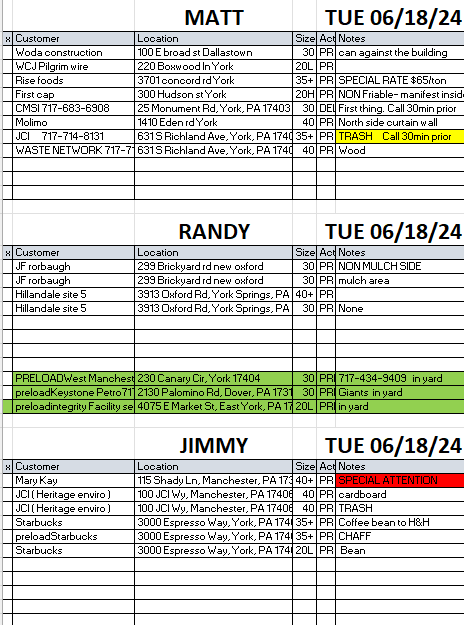 MATT TUE 06/18/24
x Customer Location Size Act Notes
Woda construction 100 E broad st Dallastown 30 PR can against the building
WCJ Pilgrim wire 220 Boxwood ln York 20L PR
Rise foods 3701 concord rd York 35+ PR SPECIAL RATE $65/ton
First cap 300 Hudson st York 20H PR NON Friable- manifest inside
CMSI 717-683-6908 25 Monument Rd, York, PA 17403 30 DEL First thing. Call 30min prior
Molimo 1410 Eden rd York 40 PR North side curtain wall
JCI 717-714-8131 631 S Richland Ave, York, PA 1740 35+ PR TRASH Call 30min prior
WASTE NETWORK 717-7 631 S Richland Ave, York, PA 1740 40 PR Wood
RANDY TUE 06/18/24
x Customer Location Size Act Notes
JF rorbaugh 299 Brickyard rd new oxford 30 PR NON MULCH SIDE
JF rorbaugh 299 Brickyard rd new oxford 30 PR mulch area
Hillandale site 5 3913 Oxford Rd, York Springs, PA 40+ PR
Hillandale site 5 3913 Oxford Rd, York Springs, PA 30 PR None
PRELOADWest Manchest 230 Canary Cir, York 17404 30 PR 717-434-9409 in yard
preloadKeystone Petro717 2130 Palomino Rd, Dover, PA 1731 30 PR Giants in yard
preloadintegrity Facility se 4075 E Market St, East York, PA 17 20L PR in yard
JIMMY TUE 06/18/24
x Customer Location Size Act Notes
Mary Kay 115 Shady Ln, Manchester, PA 173 40+ PR SPECIAL ATTENTION
JCI ( Heritage enviro ) 100 JCI Wy, Manchester, PA 17406 40 PR cardboard
JCI ( Heritage enviro ) 100 JCI Wy, Manchester, PA 17406 40 PR TRASH
Starbucks 3000 Espresso Way, York, PA 174 35+ PR Coffee bean to H&H
preloadStarbucks 3000 Espresso Way, York, PA 174 35+ PR CHAFF
Starbucks 3000 Espresso Way, York, PA 174 20L PR Bean